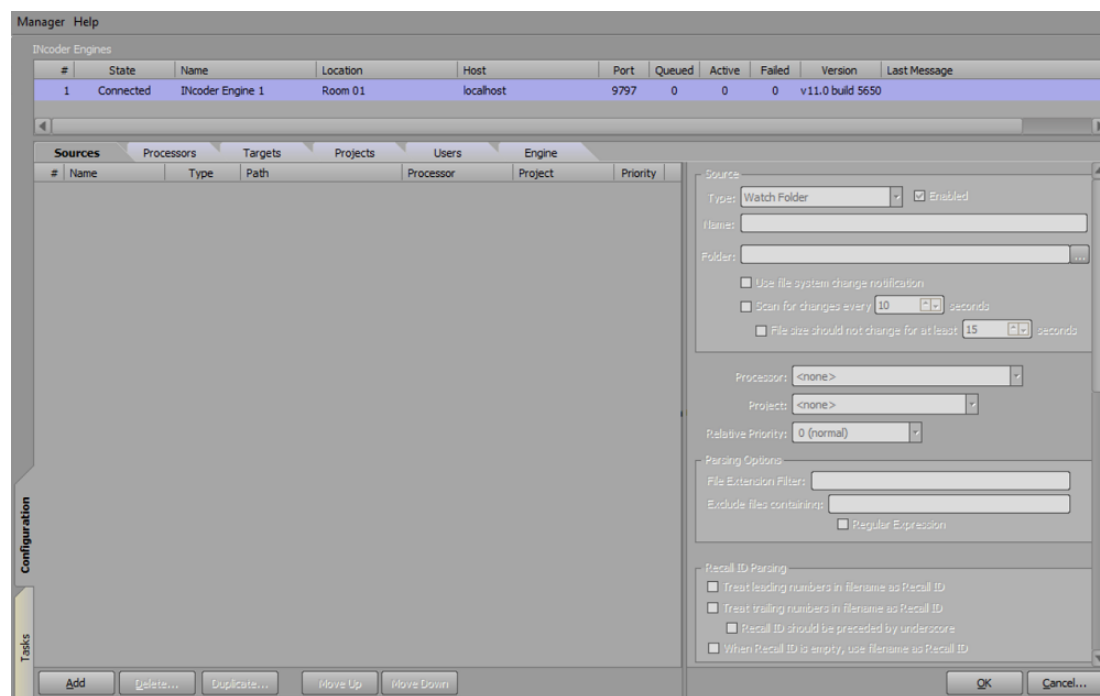 Manager Help
INcoder Engines
# State Name Location Host Port Queued Active Failed Version Last Message
1 Connected INcoder Engine 1 Room 01 localhost 9797 0 0 0 v11.0 build 5650
Sources Processors Targets Projects Users Engine
# Name Type Path Processor Project Priority
Source
Type: Watch Folder Enabled
Name:
Folder: ...
Use file system change notification
Scan for changes every 10 seconds
File size should not change for at least 15 seconds
Processor: <none>
Project: <none>
Relative Priority: 0 (normal)
Parsing Options
File Extension Filter:
Exclude files containing:
Regular Expression
Recall ID Parsing
Treat leading numbers in filename as Recall ID
Treat trailing numbers in filename as Recall ID
Recall ID should be preceded by underscore
When Recall ID is empty, use filename as Recall ID
Configuration
Tasks
Add Delete... Duplicate... Move Up Move Down OK Cancel...